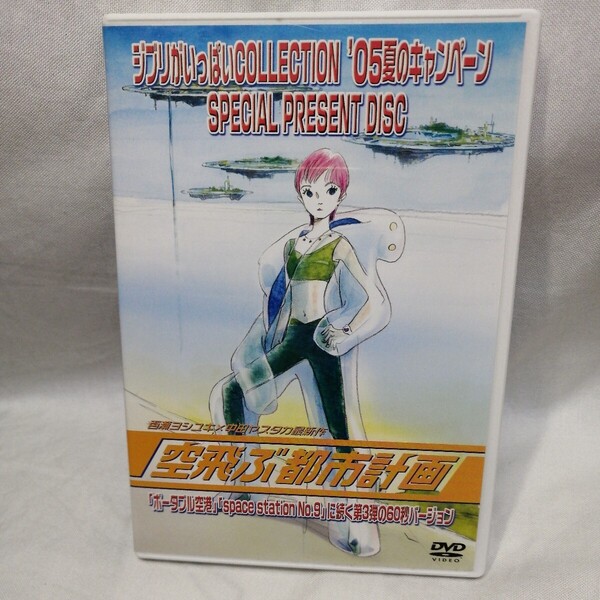 ジブリがいっぱいCOLLECTION '05夏のキャンペーン
SPECIAL PRESENT DISC
百瀬ヨシユキ×中田ヤスタカ最新作
空飛ぶ都市計画
「ポータブル空港」「space station No.9」に続く第3弾の60秒バージョン
DVD
VIDEO